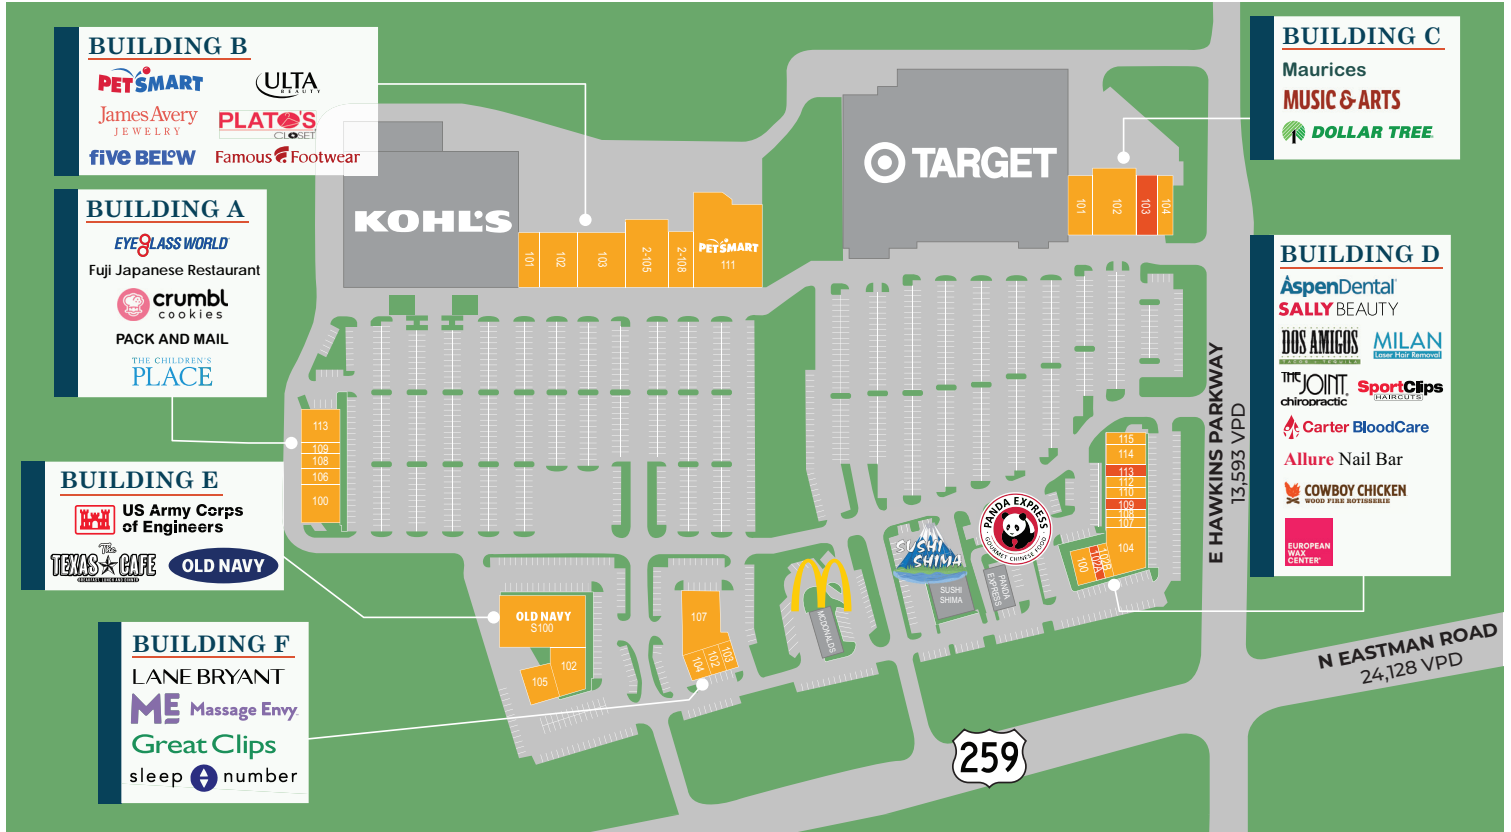 BUILDING B
PETSMART
ULTA
BEAUTY
James Avery
JEWELRY
PLATO'S
CLOSET
five BELOW
Famous Footwear
BUILDING A
EYEGLASS WORLD
Fuji Japanese Restaurant
crumbl
cookies
PACK AND MAIL
THE CHILDREN'S
PLACE
BUILDING E
US Army Corps
of Engineers
The
TEXAS CAFE
BREAKFAST, LUNCH AND DINNER
OLD NAVY
BUILDING F
LANE BRYANT
ME Massage Envy
Great Clips
sleep number
BUILDING C
Maurices
MUSIC & ARTS
DOLLAR TREE
BUILDING D
AspenDental
SALLY BEAUTY
DOS AMIGOS
MILAN
Laser Hair Removal
THE
JOINT
chiropractic
SportClips
HAIRCUTS
Carter BloodCare
Allure Nail Bar
COWBOY CHICKEN
WOOD FIRE ROTISSERIE
EUROPEAN
WAX
CENTER
KOHL'S
101
102
103
2-105
2-108
PETSMART
111
TARGET
101
102
103
104
113
109
108
106
100
OLD NAVY
S100
102
105
107
104
102
103
MCDONALDS
SUSHI
SHIMA
SUSHI
SHIMA
PANDA EXPRESS
GOURMET CHINESE FOOD
PANDA
EXPRESS
115
114
113
112
110
109
108
107
104
102B
102A
100
E HAWKINS PARKWAY
13,593 VPD
N EASTMAN ROAD
24,128 VPD
259